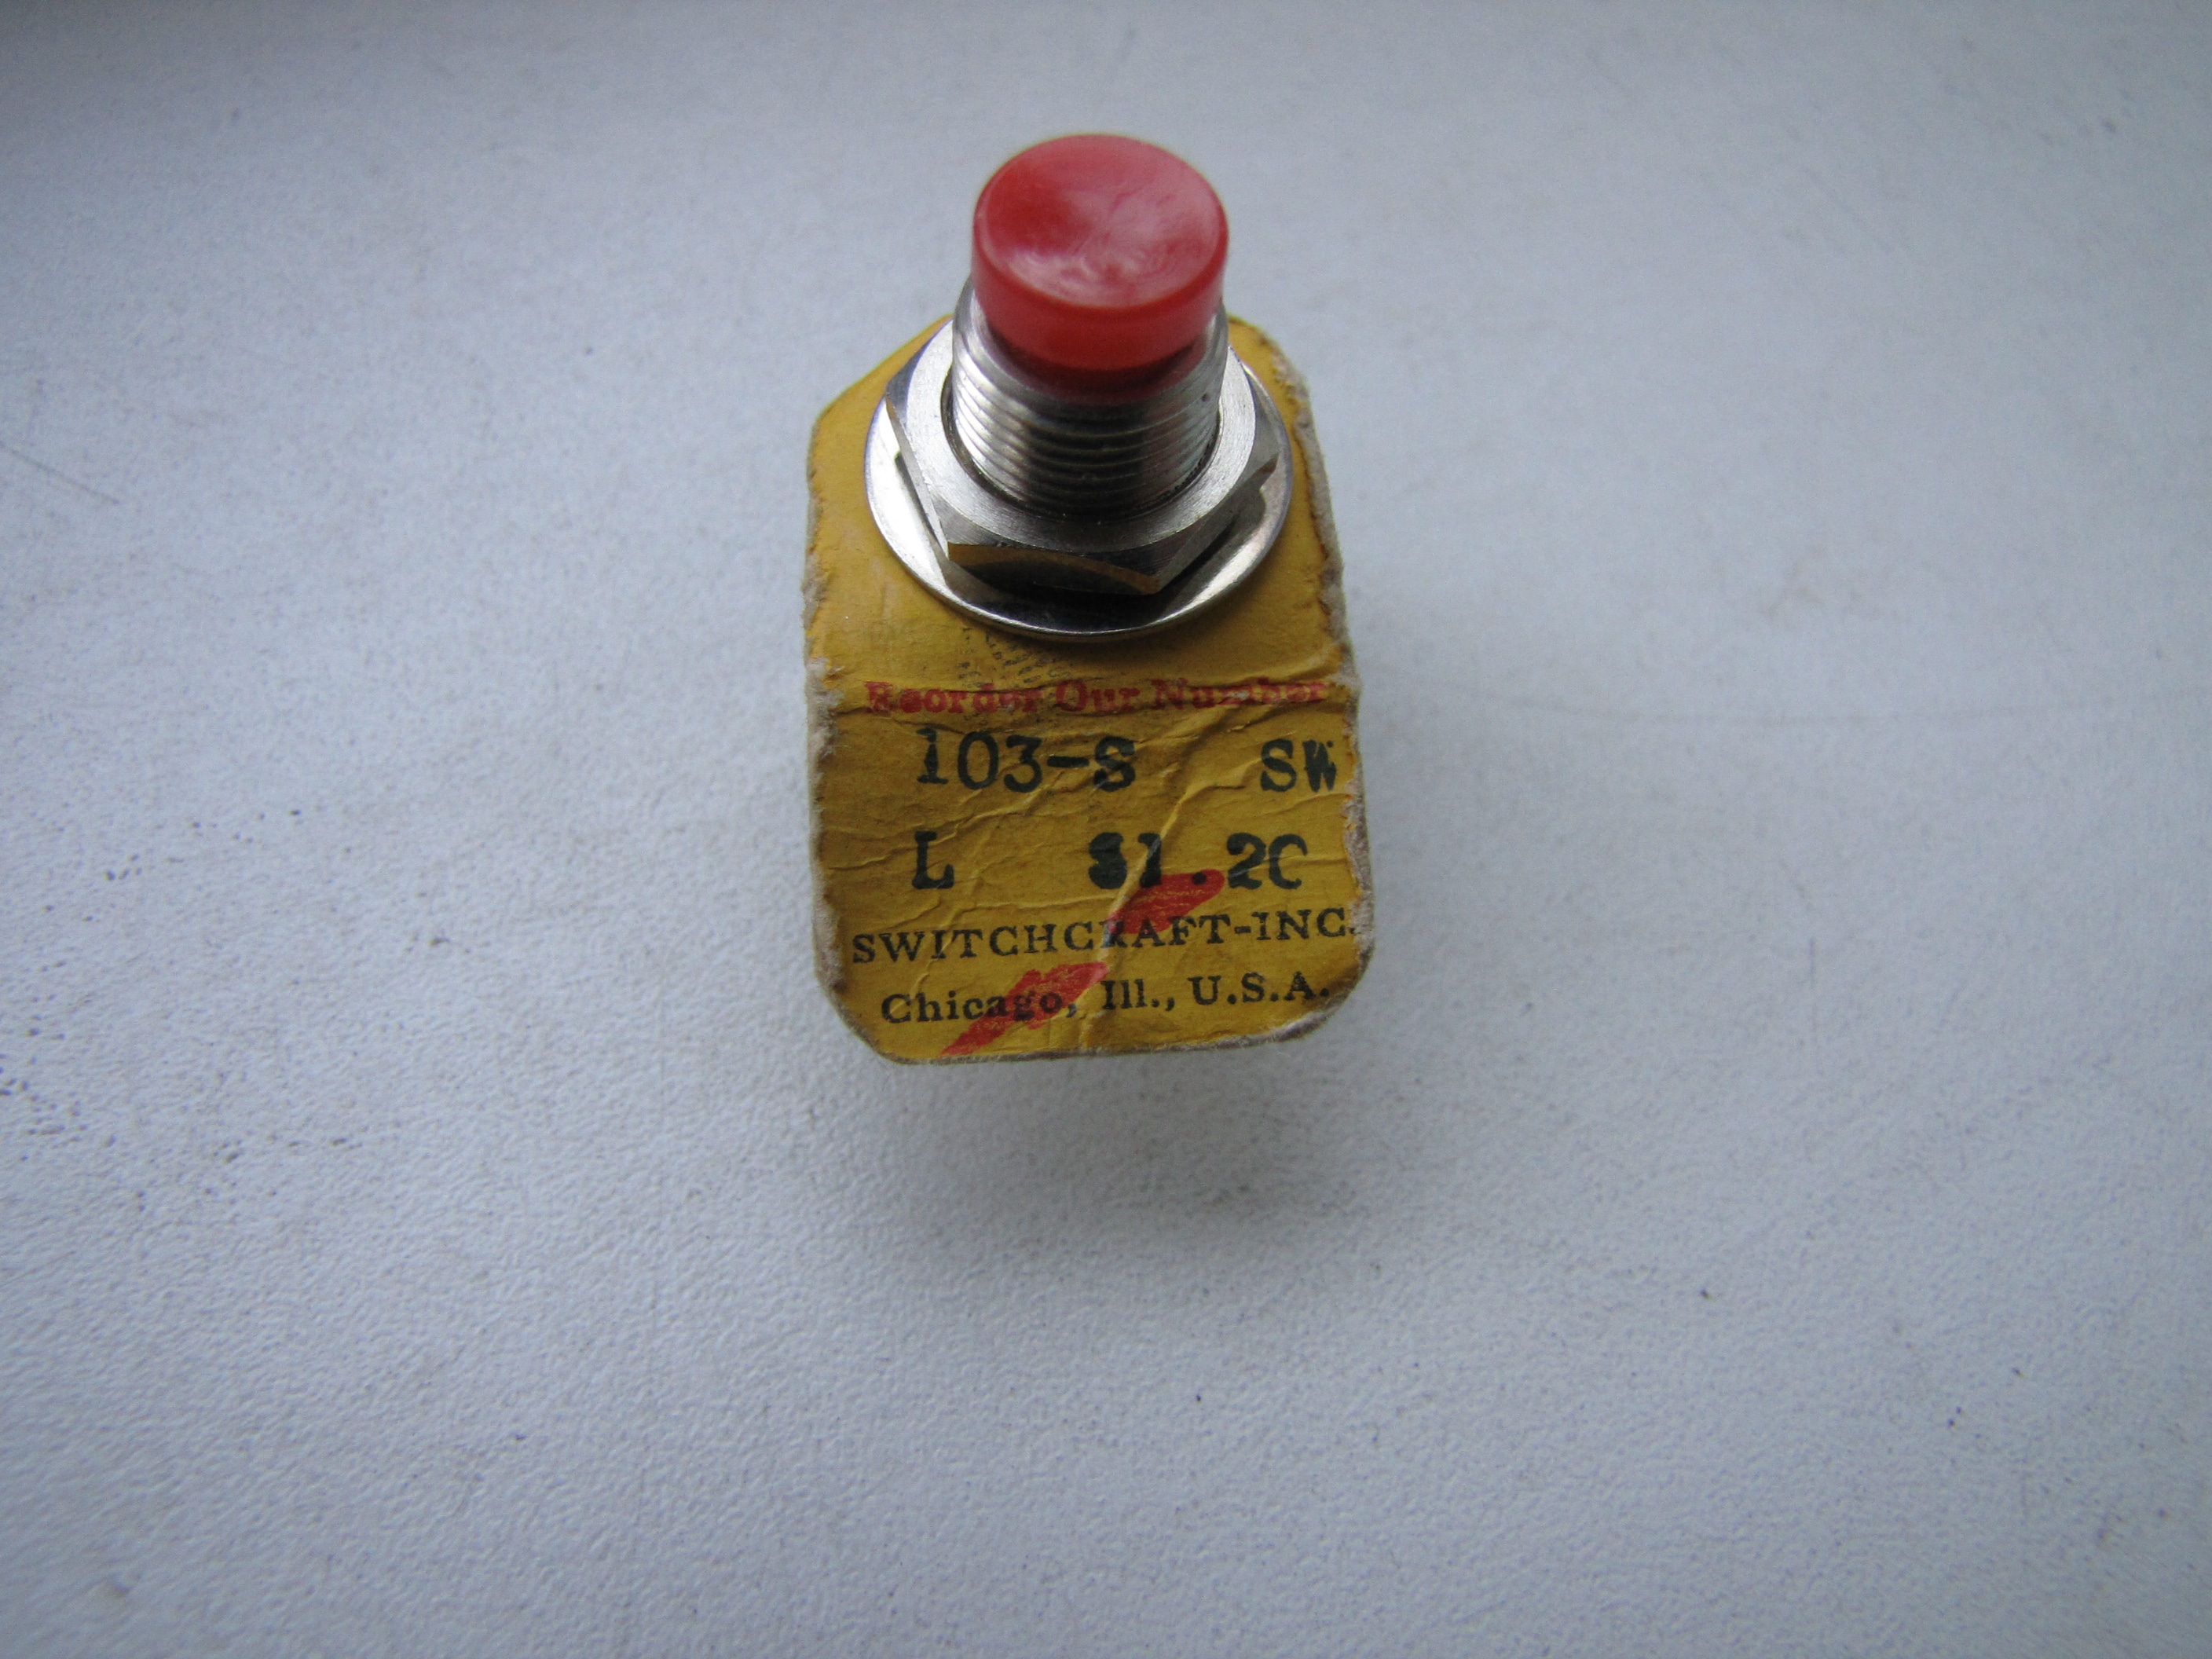 Reorder Our Number
103-S SW
L $1.20
SWITCHCRAFT-INC.
Chicago, Ill., U.S.A.